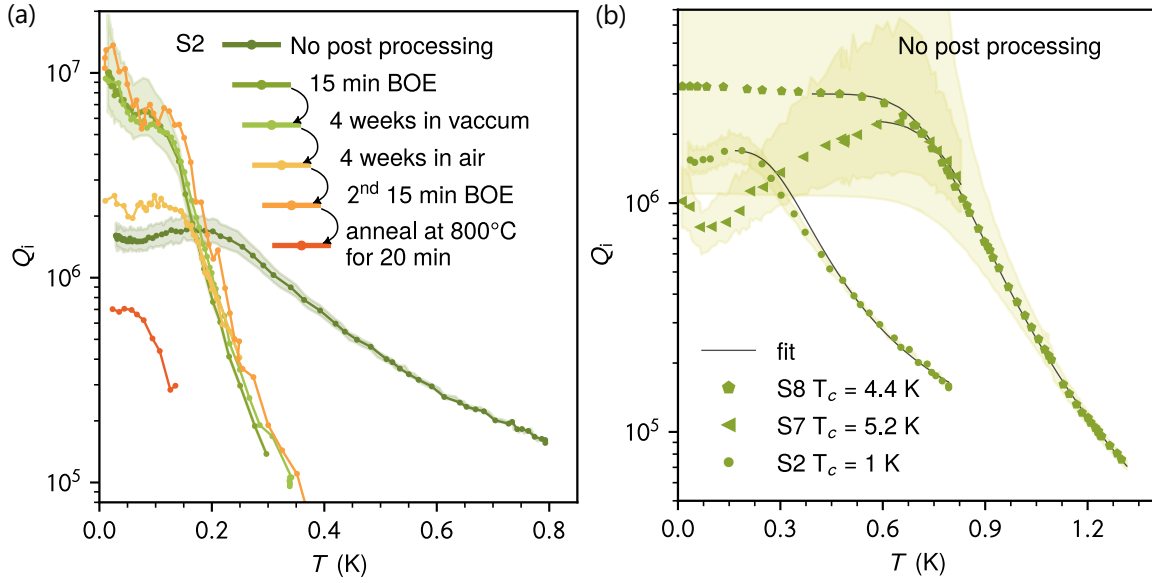 (a)
S2
No post processing
15 min BOE
4 weeks in vaccum
4 weeks in air
2nd 15 min BOE
anneal at 800°C
for 20 min
10^7
10^6
10^5
Qi
0.0 0.2 0.4 0.6 0.8
T (K)
(b)
No post processing
fit
S8 Tc = 4.4 K
S7 Tc = 5.2 K
S2 Tc = 1 K
10^6
10^5
Qi
0.0 0.3 0.6 0.9 1.2
T (K)